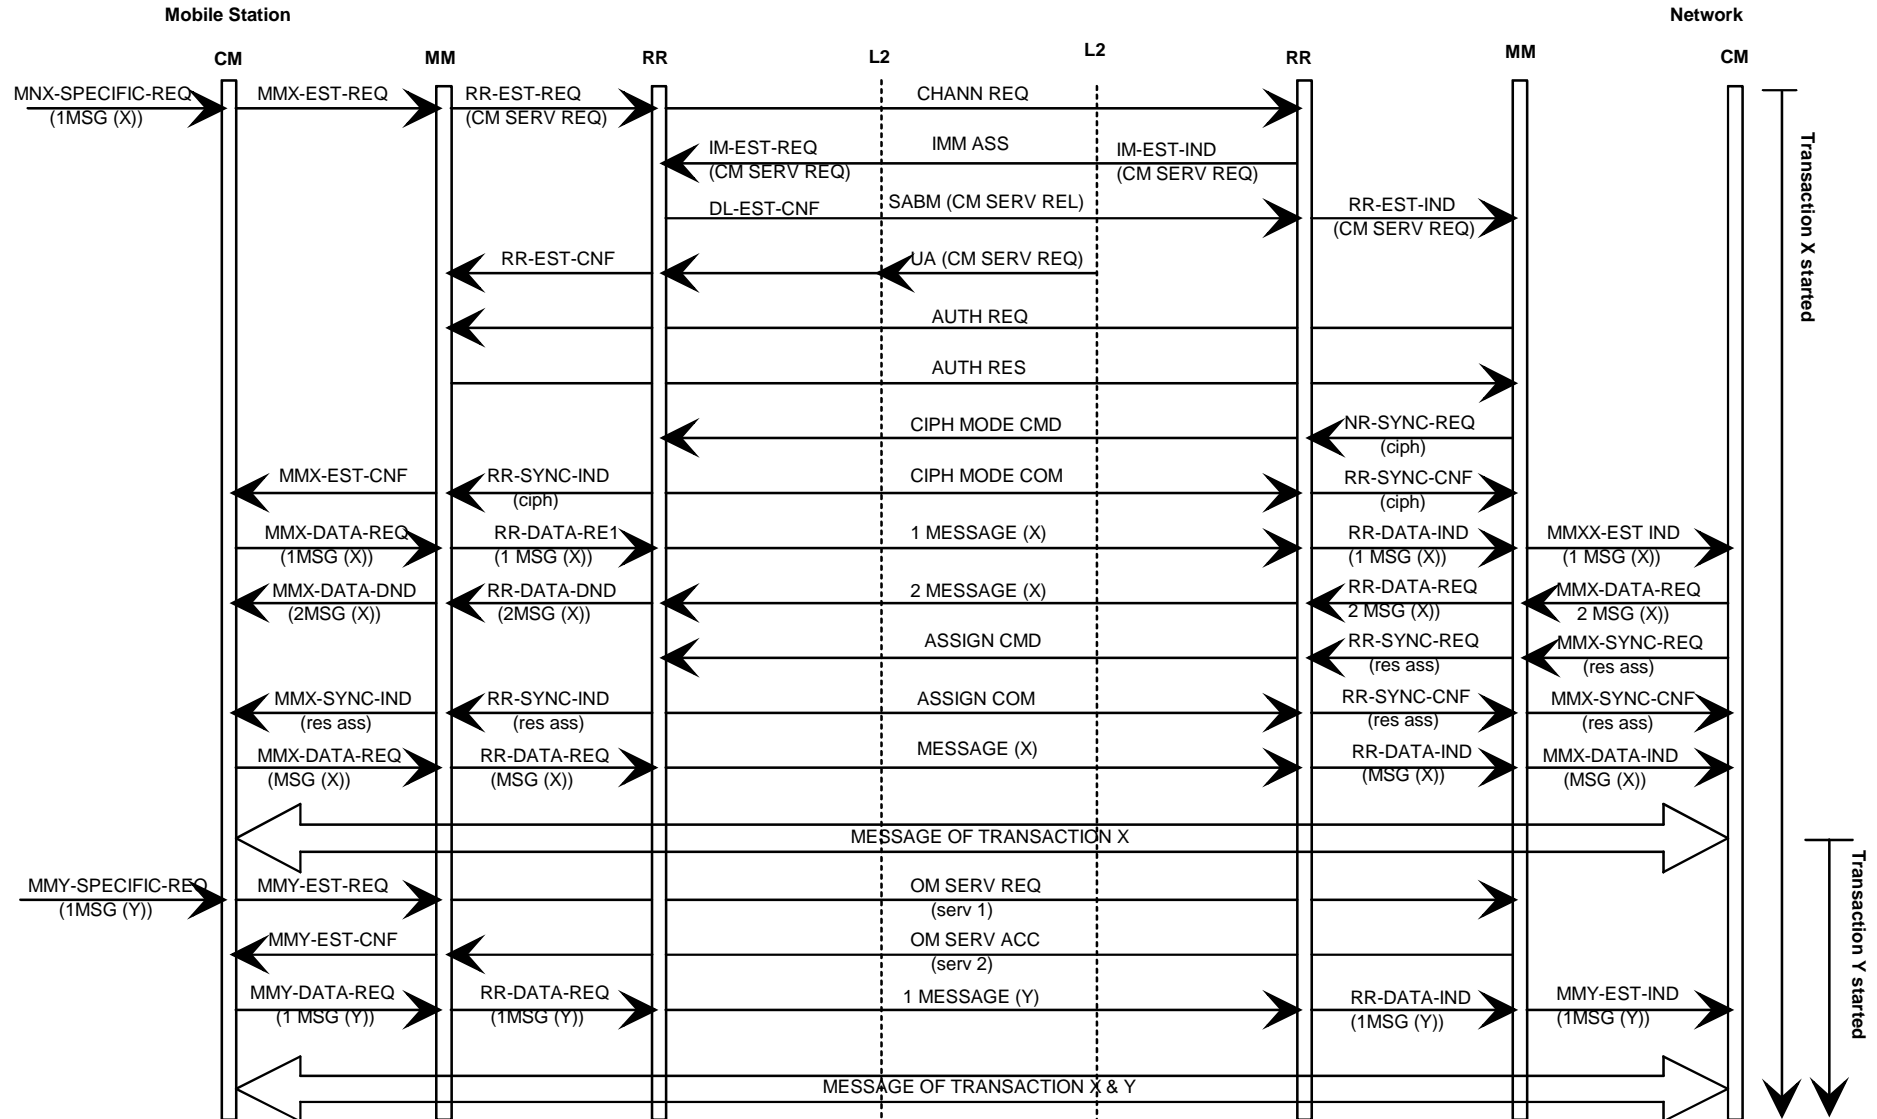 Mobile Station
Network
CM
MM
RR
L2
L2
RR
MM
CM
MNX-SPECIFIC-REQ
(1MSG (X))
MMX-EST-REQ
RR-EST-REQ
(CM SERV REQ)
CHANN REQ
IM-EST-REQ
(CM SERV REQ)
IMM ASS
IM-EST-IND
(CM SERV REQ)
DL-EST-CNF
SABM (CM SERV REL)
RR-EST-IND
(CM SERV REQ)
RR-EST-CNF
UA (CM SERV REQ)
AUTH REQ
AUTH RES
CIPH MODE CMD
NR-SYNC-REQ
(ciph)
MMX-EST-CNF
RR-SYNC-IND
(ciph)
CIPH MODE COM
RR-SYNC-CNF
(ciph)
MMX-DATA-REQ
(1MSG (X))
RR-DATA-RE1
(1 MSG (X))
1 MESSAGE (X)
RR-DATA-IND
(1 MSG (X))
MMXX-EST IND
(1 MSG (X))
MMX-DATA-DND
(2MSG (X))
RR-DATA-DND
(2MSG (X))
2 MESSAGE (X)
RR-DATA-REQ
2 MSG (X))
MMX-DATA-REQ
2 MSG (X))
ASSIGN CMD
RR-SYNC-REQ
(res ass)
MMX-SYNC-REQ
(res ass)
MMX-SYNC-IND
(res ass)
RR-SYNC-IND
(res ass)
ASSIGN COM
RR-SYNC-CNF
(res ass)
MMX-SYNC-CNF
(res ass)
MMX-DATA-REQ
(MSG (X))
RR-DATA-REQ
(MSG (X))
MESSAGE (X)
RR-DATA-IND
(MSG (X))
MMX-DATA-IND
(MSG (X))
MESSAGE OF TRANSACTION X
MMY-SPECIFIC-REQ
(1MSG (Y))
MMY-EST-REQ
OM SERV REQ
(serv 1)
MMY-EST-CNF
OM SERV ACC
(serv 2)
MMY-DATA-REQ
(1 MSG (Y))
RR-DATA-REQ
(1MSG (Y))
1 MESSAGE (Y)
RR-DATA-IND
(1MSG (Y))
MMY-EST-IND
(1MSG (Y))
MESSAGE OF TRANSACTION X & Y
Transaction X started
Transaction Y started